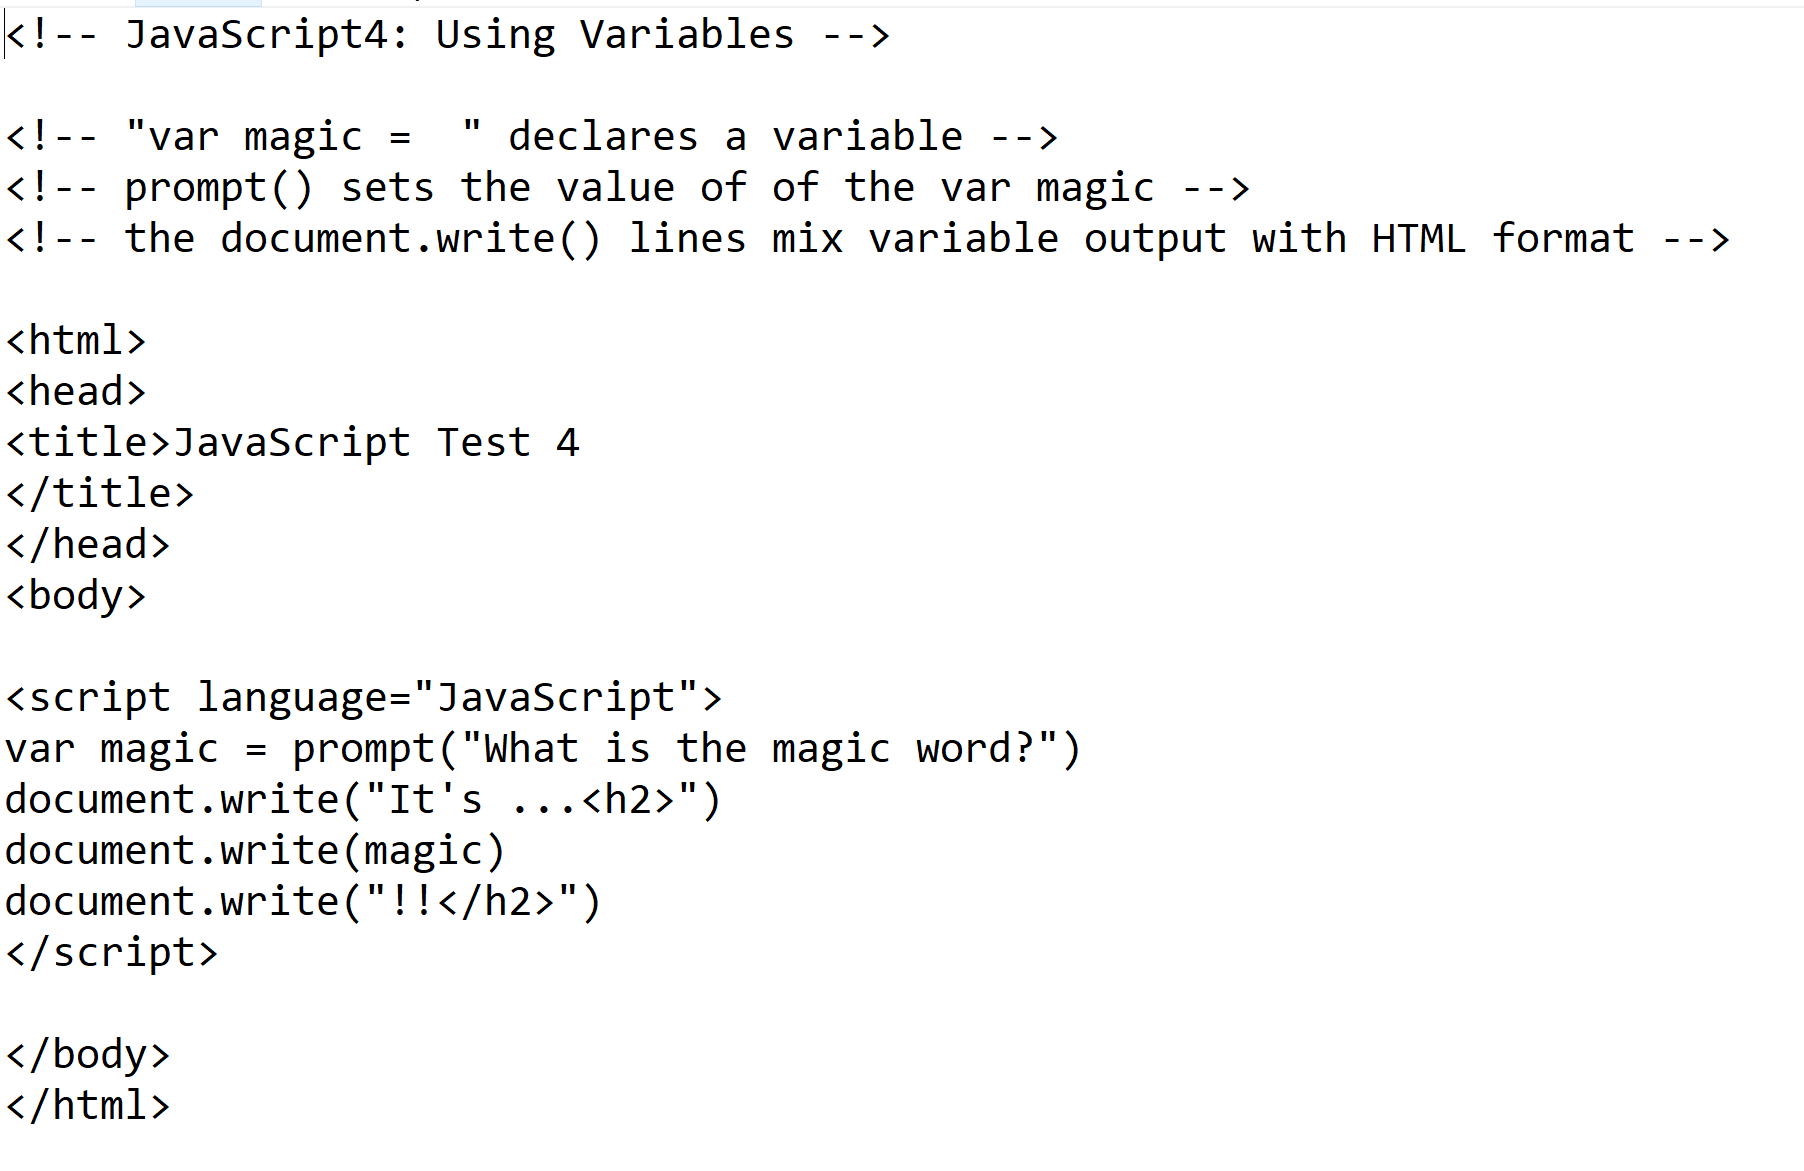 <!-- JavaScript4: Using Variables -->
<!-- "var magic =  " declares a variable -->
<!-- prompt() sets the value of of the var magic -->
<!-- the document.write() lines mix variable output with HTML format -->
<html>
<head>
<title>JavaScript Test 4
</title>
</head>
<body>
<script language="JavaScript">
var magic = prompt("What is the magic word?")
document.write("It's ...<h2>")
document.write(magic)
document.write("!!</h2>")
</script>
</body>
</html>